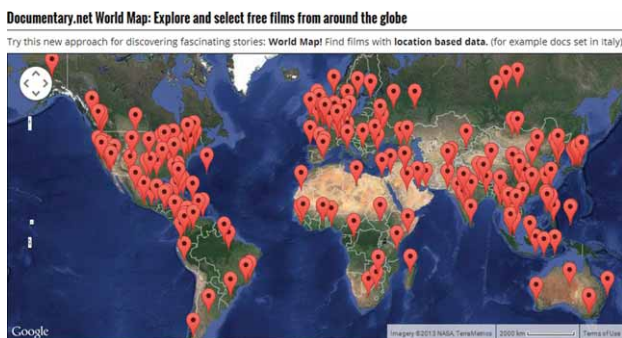 Documentary.net World Map: Explore and select free films from around the globe
Try this new approach for discovering fascinating stories: World Map! Find films with location based data. (for example docs set in Italy)
Google
Imagery ©2013 NASA, TerraMetrics
2000 km
Terms of Use